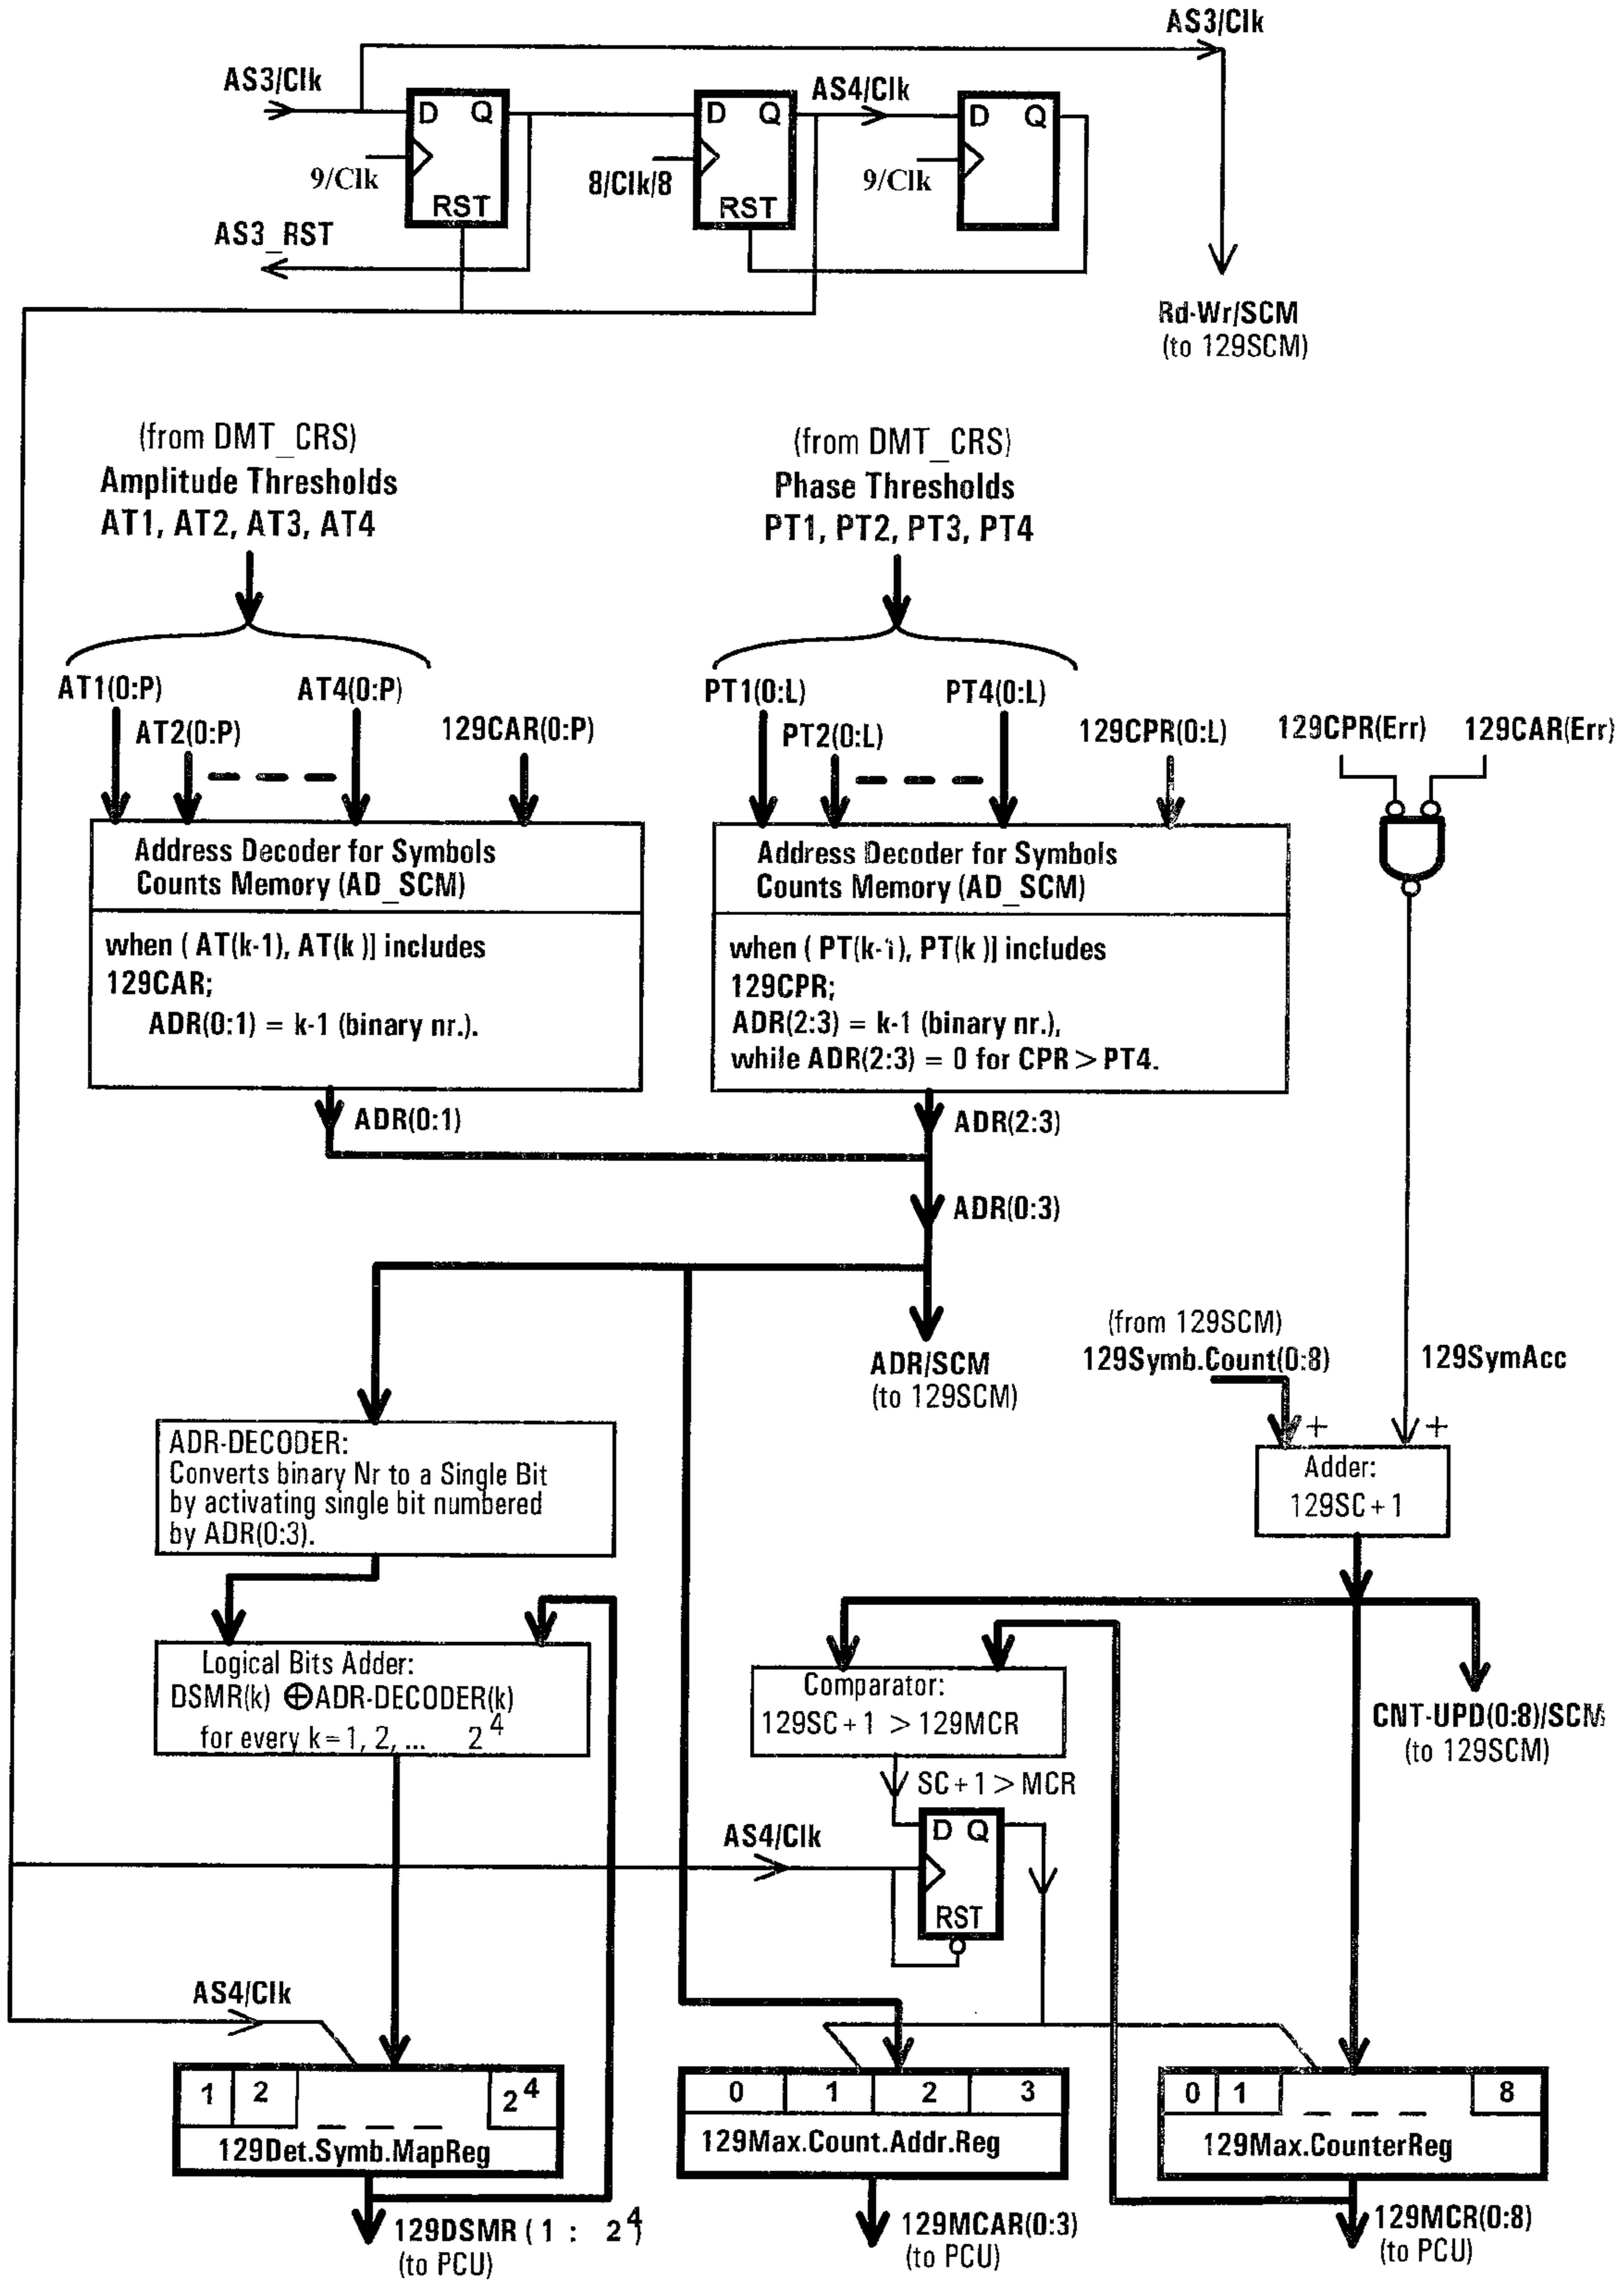 AS3/Clk
AS3/Clk
D Q
9/Clk
RST
AS3_RST
D Q
8/Clk/8
RST
AS4/Clk
D Q
9/Clk
Rd-Wr/SCM
(to 129SCM)
(from DMT_CRS)
Amplitude Thresholds
AT1, AT2, AT3, AT4
(from DMT_CRS)
Phase Thresholds
PT1, PT2, PT3, PT4
AT1(0:P)
AT2(0:P)
AT4(0:P)
129CAR(0:P)
PT1(0:L)
PT2(0:L)
PT4(0:L)
129CPR(0:L)
129CPR(Err)
129CAR(Err)
Address Decoder for Symbols
Counts Memory (AD_SCM)
when ( AT(k-1), AT(k )] includes
129CAR;
ADR(0:1) = k-1 (binary nr.).
Address Decoder for Symbols
Counts Memory (AD_SCM)
when ( PT(k-1), PT(k )] includes
129CPR;
ADR(2:3) = k-1 (binary nr.),
while ADR(2:3) = 0 for CPR > PT4.
ADR(0:1)
ADR(2:3)
ADR(0:3)
ADR/SCM
(to 129SCM)
(from 129SCM)
129Symb.Count(0:8)
129SymAcc
+
+
Adder:
129SC+1
ADR-DECODER:
Converts binary Nr to a Single Bit
by activating single bit numbered
by ADR(0:3).
Logical Bits Adder:
DSMR(k) ⊕ADR-DECODER(k)
for every k=1, 2, ... 2^4
Comparator:
129SC+1 > 129MCR
CNT-UPD(0:8)/SCM
(to 129SCM)
SC+1 > MCR
AS4/Clk
D Q
RST
AS4/Clk
1 2 2^4
129Det.Symb.MapReg
0 1 2 3
129Max.Count.Addr.Reg
0 1 8
129Max.CounterReg
129DSMR(1 : 2^4)
(to PCU)
129MCAR(0:3)
(to PCU)
129MCR(0:8)
(to PCU)